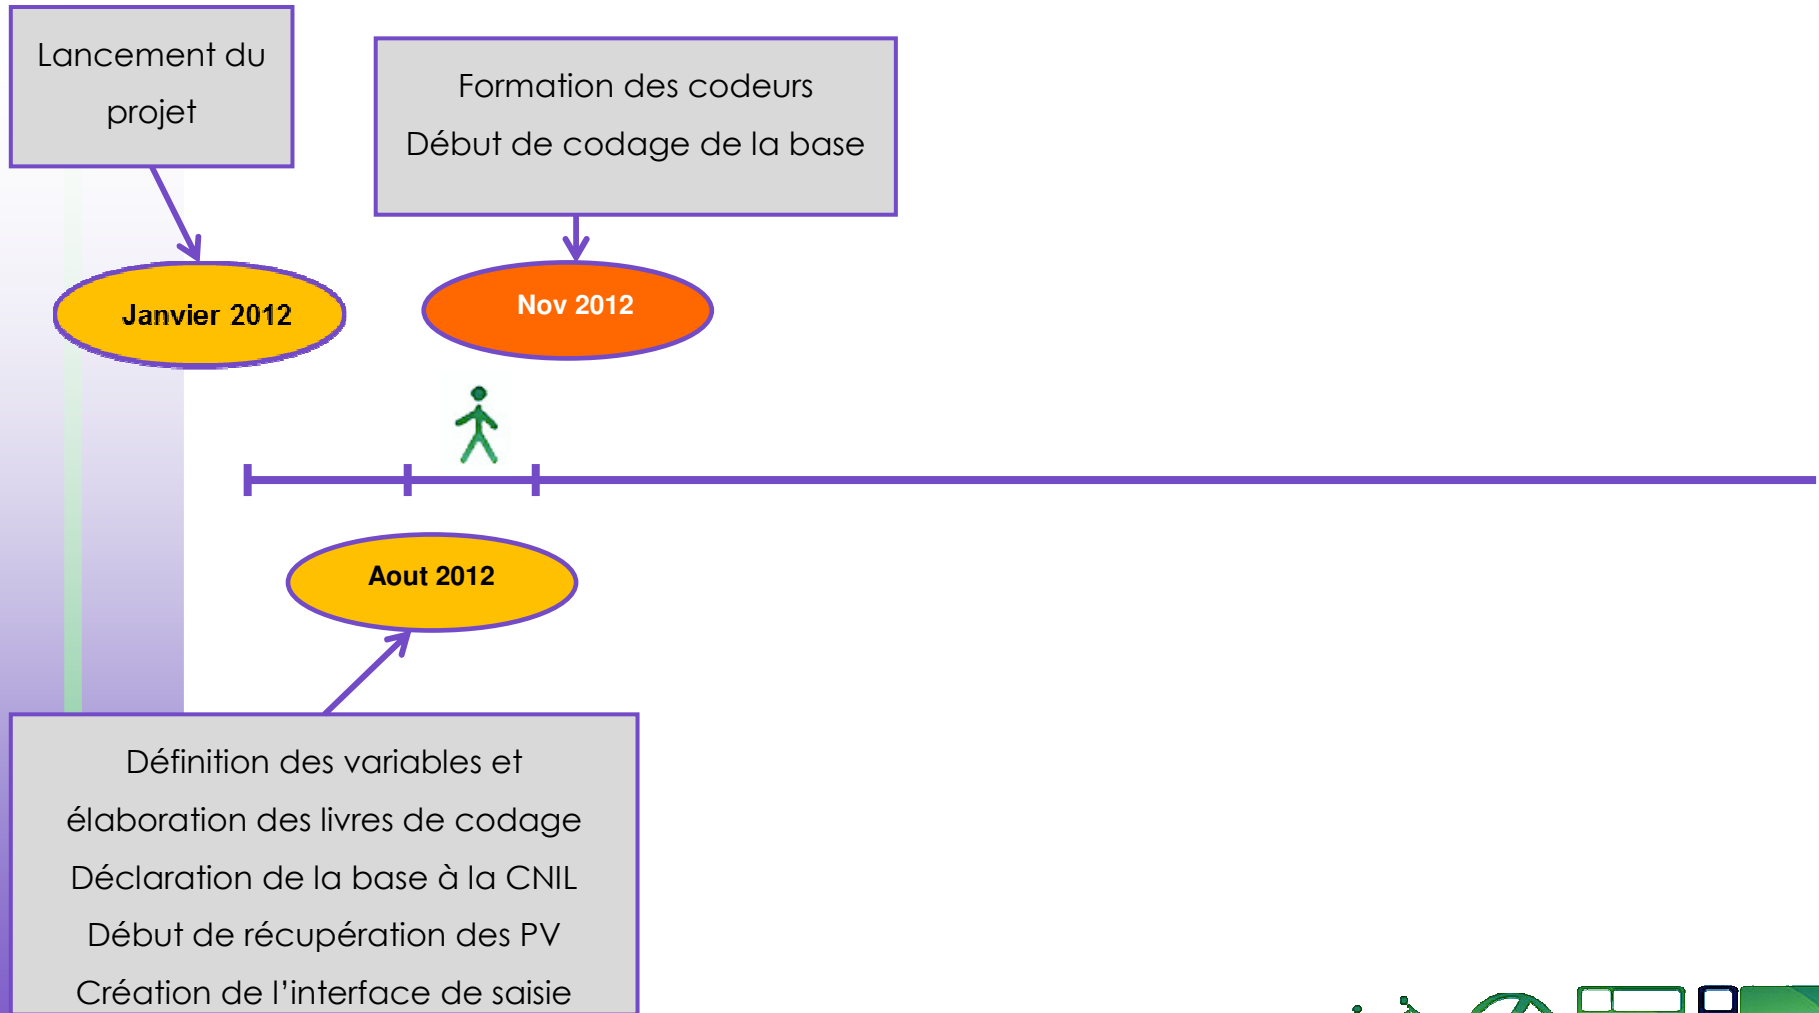 Lancement du
projet
Formation des codeurs
Début de codage de la base
Janvier 2012
Nov 2012
Aout 2012
Définition des variables et
élaboration des livres de codage
Déclaration de la base à la CNIL
Début de récupération des PV
Création de l'interface de saisie